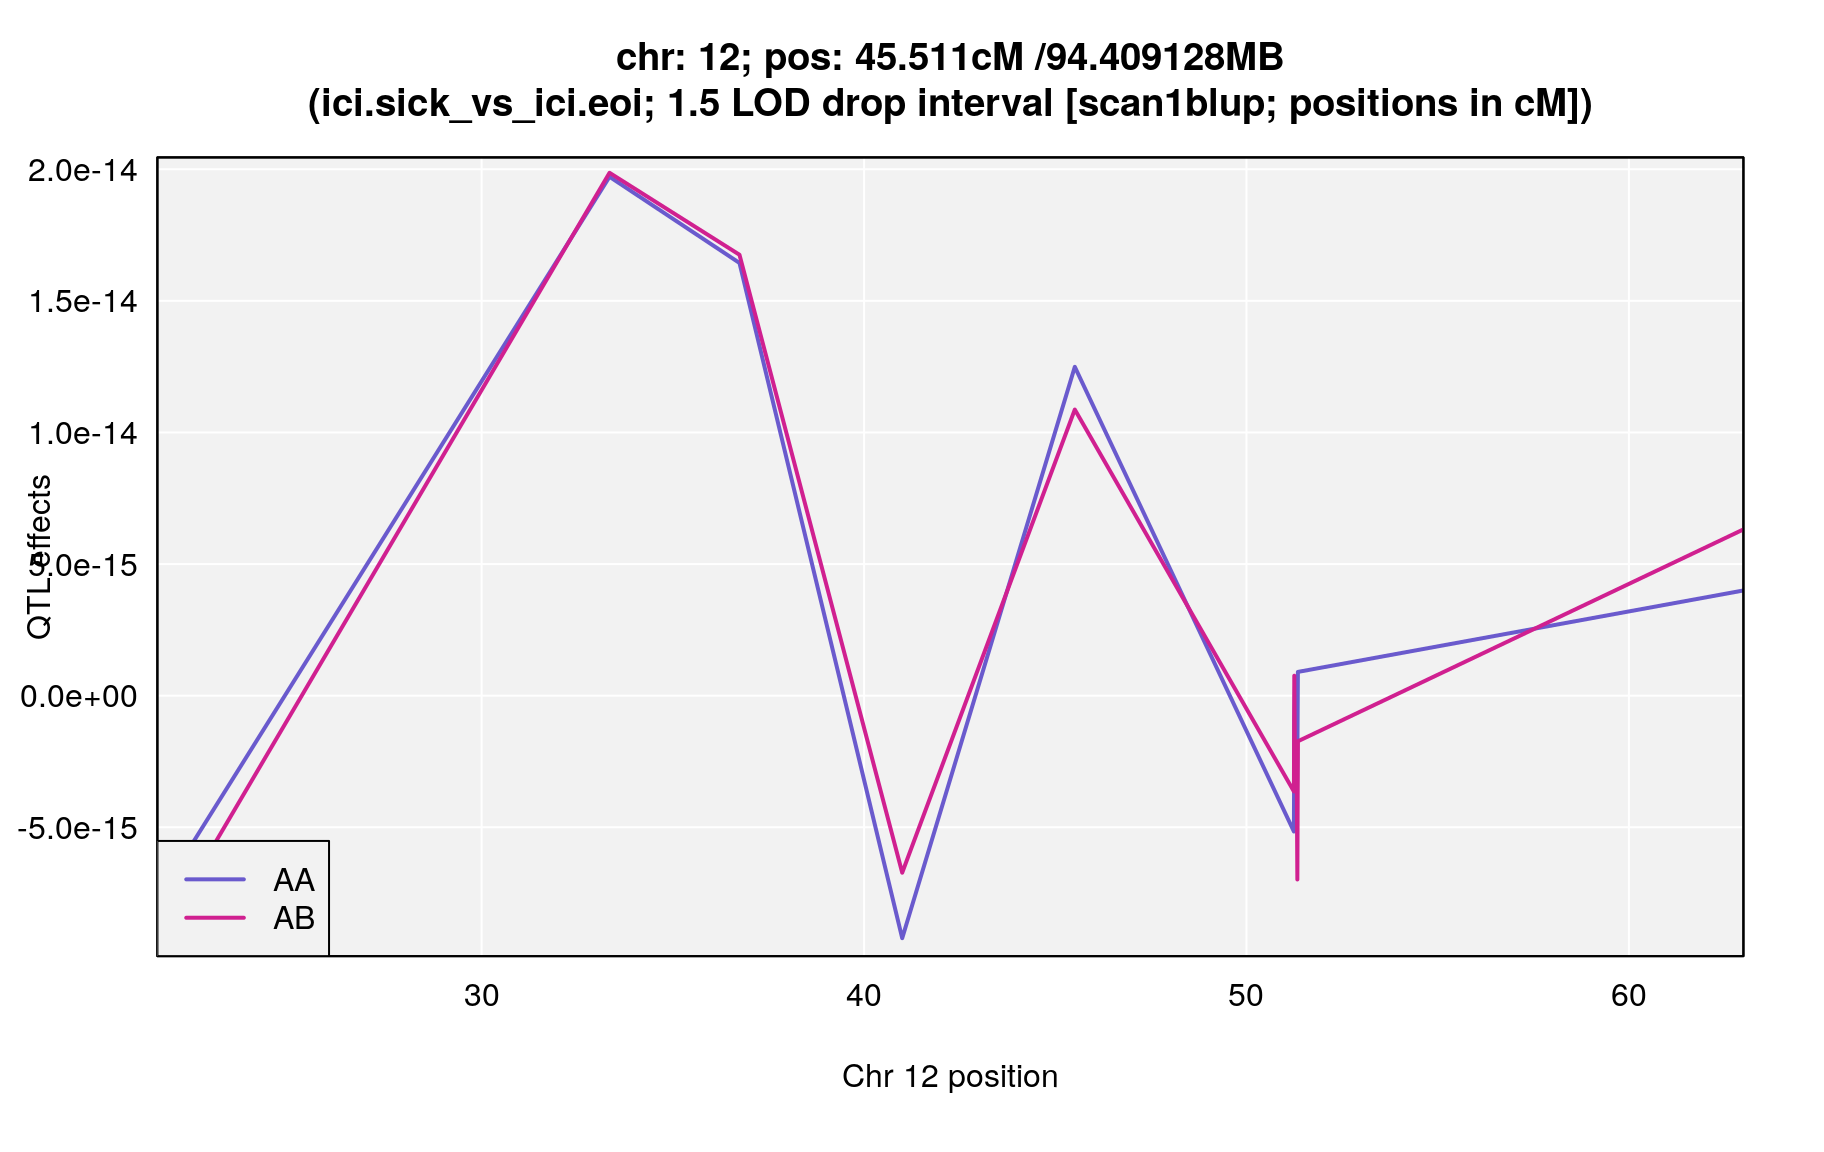 chr: 12; pos: 45.511cM /94.409128MB
(ici.sick_vs_ici.eoi; 1.5 LOD drop interval [scan1blup; positions in cM])
2.0e-14
1.5e-14
1.0e-14
5.0e-15
0.0e+00
-5.0e-15
QTL effects
AA
AB
30
40
50
60
Chr 12 position